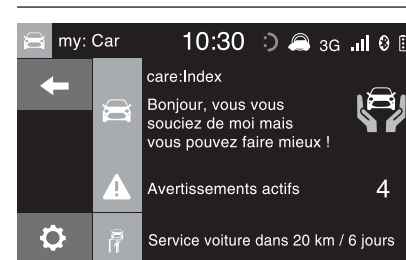 my: Car 10:30 3G
care:Index
Bonjour, vous vous
souciez de moi mais
vous pouvez faire mieux !
Avertissements actifs 4
Service voiture dans 20 km / 6 jours